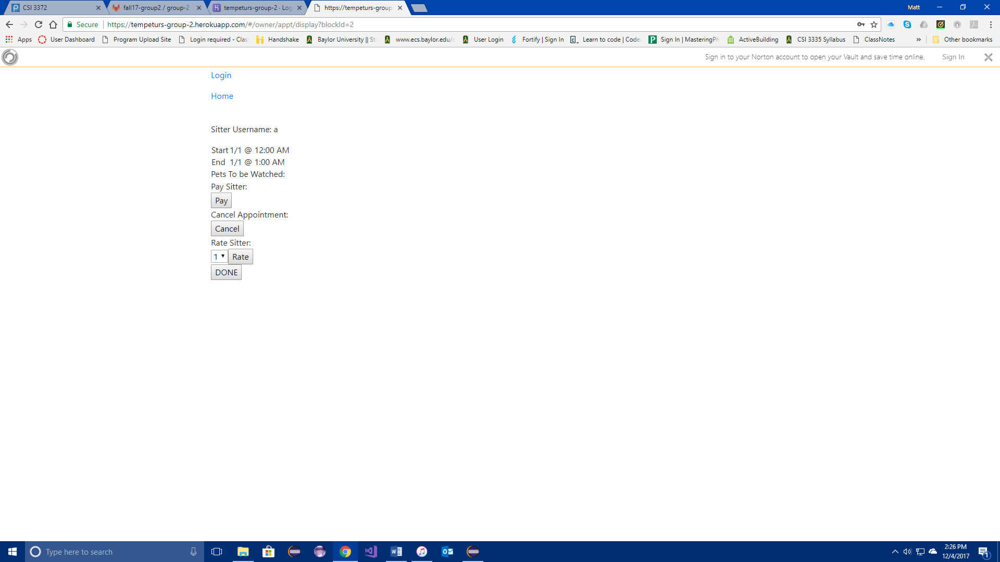 CSI 3372
fall17-group2 / group-2
tempeturs-group-2 · Log
https://tempeturs-group
Matt
Secure
https://tempeturs-group-2.herokuapp.com/#/owner/appt/display?blockId=2
Apps
User Dashboard
Program Upload Site
Login required - Clas
Handshake
Baylor University || St
www.ecs.baylor.edu/c
User Login
Fortify | Sign In
Learn to code | Code
Sign In | MasteringPh
ActiveBuilding
CSI 3335 Syllabus
ClassNotes
»
Other bookmarks
Sign in to your Norton account to open your Vault and save time online.
Sign In
Login
Home
Sitter Username: a
Start 1/1 @ 12:00 AM
End 1/1 @ 1:00 AM
Pets To be Watched:
Pay Sitter:
Pay
Cancel Appointment:
Cancel
Rate Sitter:
1 Rate
DONE
Type here to search
2:26 PM
12/4/2017
1